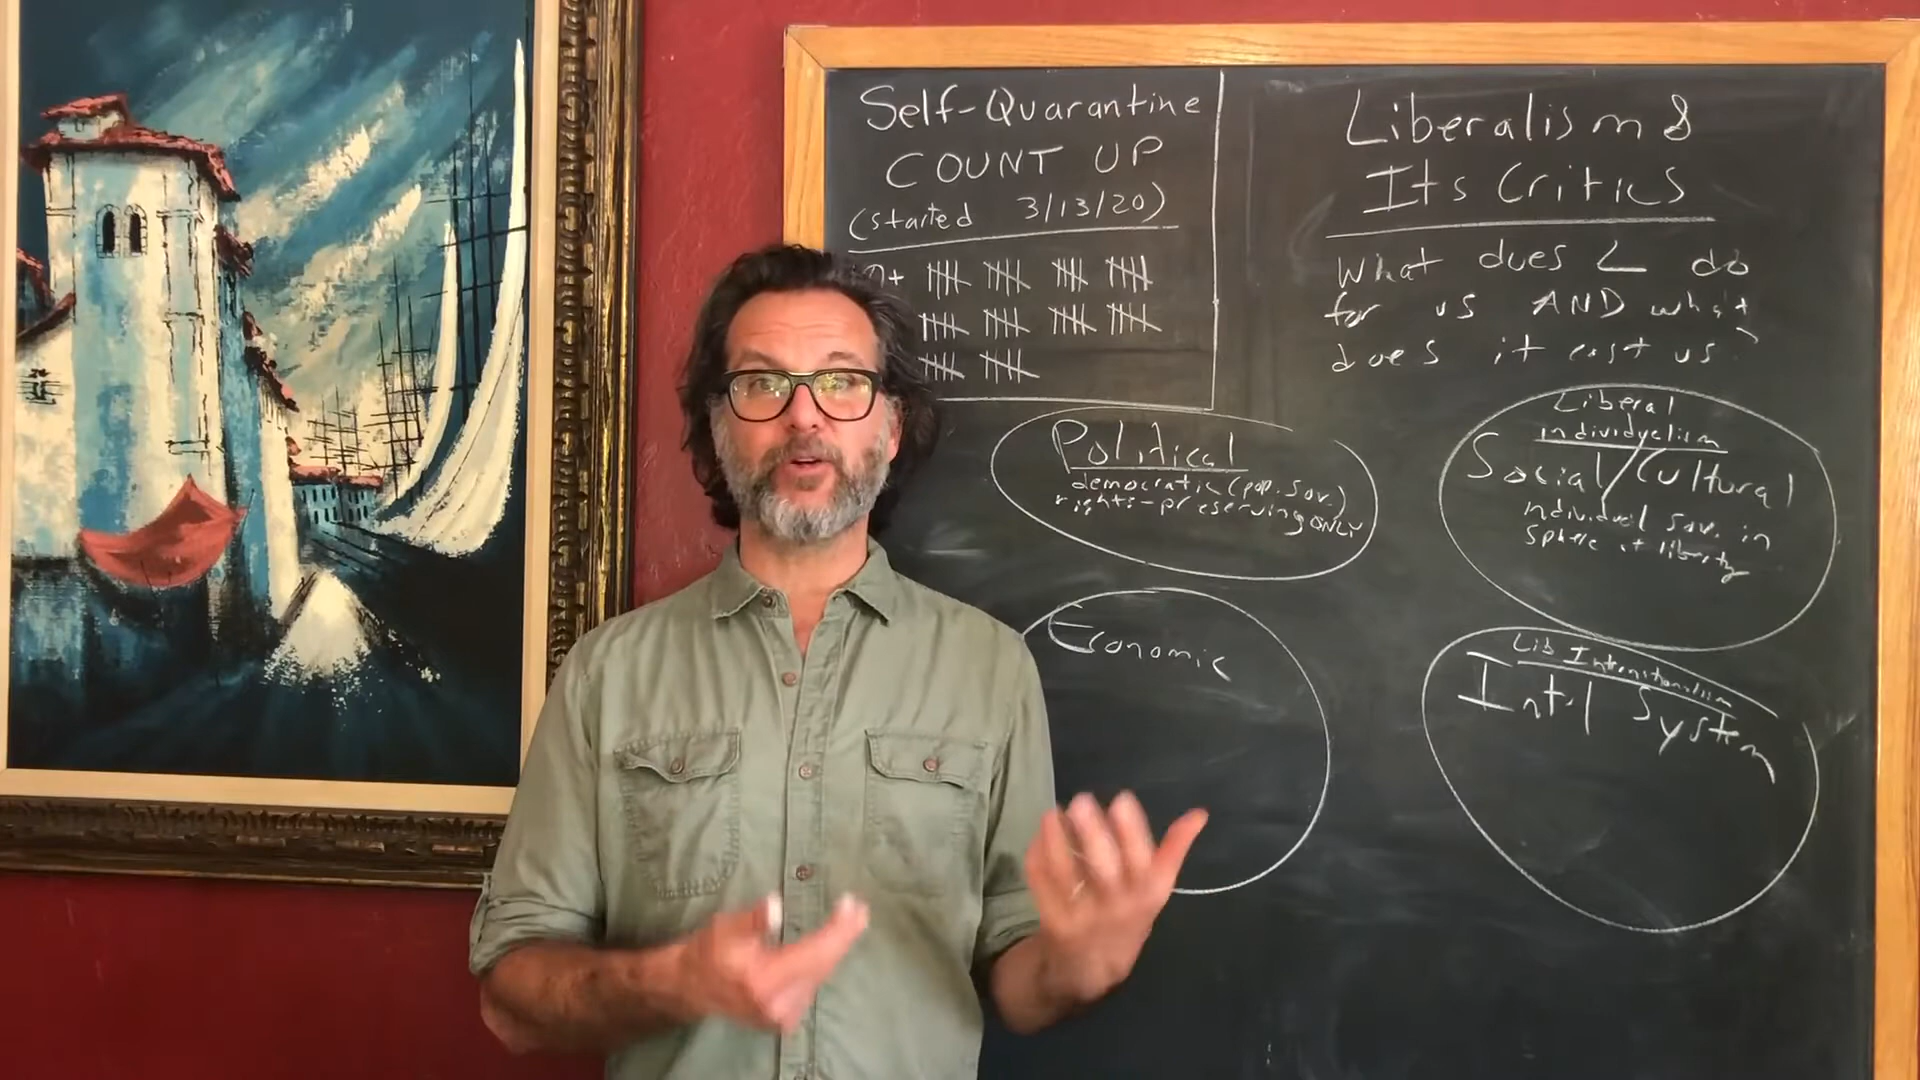 Self-Quarantine
COUNT UP
(started 3/13/20)
Liberalism &
Its Critics
What does L do
for us AND what
does it cost us
Political
democratic (pop. sov.)
rights-preserving ONLY
Liberal
individualism
Social/Cultural
individual sov. in
sphere of liberty
Economic
Lib Internationalism
Int'l System